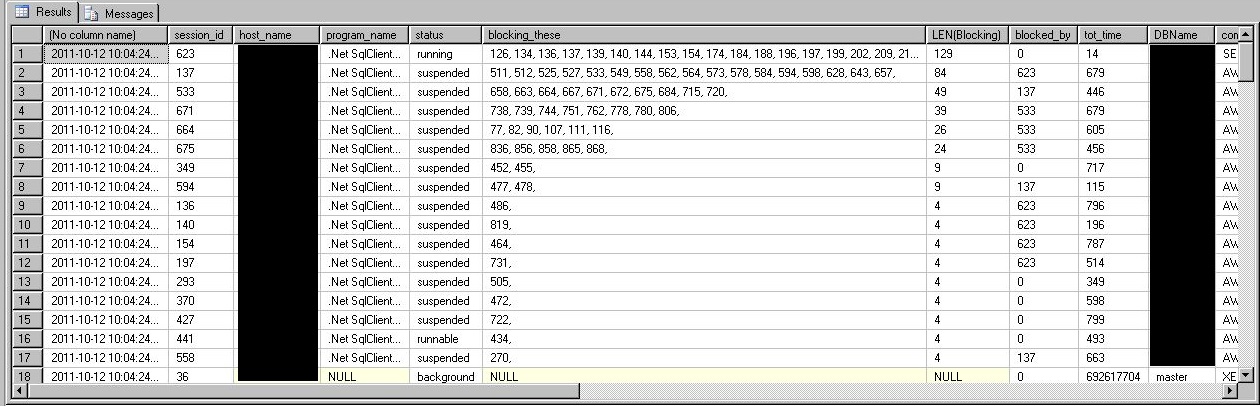 Results Messages
(No column name) session_id host_name program_name status blocking_these LEN(Blocking) blocked_by tot_time DBName com
1 2011-10-12 10:04:24... 623 .Net SqlClient... running 126, 134, 136, 137, 139, 140, 144, 153, 154, 174, 184, 188, 196, 197, 199, 202, 209, 21... 129 0 14 SE
2 2011-10-12 10:04:24... 137 .Net SqlClient... suspended 511, 512, 525, 527, 533, 549, 558, 562, 564, 573, 578, 584, 594, 598, 628, 643, 657, 84 623 679 AW
3 2011-10-12 10:04:24... 533 .Net SqlClient... suspended 658, 663, 664, 667, 671, 672, 675, 684, 715, 720, 49 137 446 AW
4 2011-10-12 10:04:24... 671 .Net SqlClient... suspended 738, 739, 744, 751, 762, 778, 780, 806, 39 533 679 AW
5 2011-10-12 10:04:24... 664 .Net SqlClient... suspended 77, 82, 90, 107, 111, 116, 26 533 605 AW
6 2011-10-12 10:04:24... 675 .Net SqlClient... suspended 836, 856, 858, 865, 868, 24 533 456 AW
7 2011-10-12 10:04:24... 349 .Net SqlClient... suspended 452, 455, 9 0 717 AW
8 2011-10-12 10:04:24... 594 .Net SqlClient... suspended 477, 478, 9 137 115 AW
9 2011-10-12 10:04:24... 136 .Net SqlClient... suspended 486, 4 623 796 AW
10 2011-10-12 10:04:24... 140 .Net SqlClient... suspended 819, 4 623 196 AW
11 2011-10-12 10:04:24... 154 .Net SqlClient... suspended 464, 4 623 787 AW
12 2011-10-12 10:04:24... 197 .Net SqlClient... suspended 731, 4 623 514 AW
13 2011-10-12 10:04:24... 293 .Net SqlClient... suspended 505, 4 0 349 AW
14 2011-10-12 10:04:24... 370 .Net SqlClient... suspended 472, 4 0 598 AW
15 2011-10-12 10:04:24... 427 .Net SqlClient... suspended 722, 4 0 799 AW
16 2011-10-12 10:04:24... 441 .Net SqlClient... runnable 434, 4 0 493 AW
17 2011-10-12 10:04:24... 558 .Net SqlClient... suspended 270, 4 137 663 AW
18 2011-10-12 10:04:24... 36 NULL background NULL NULL 0 692617704 master XE